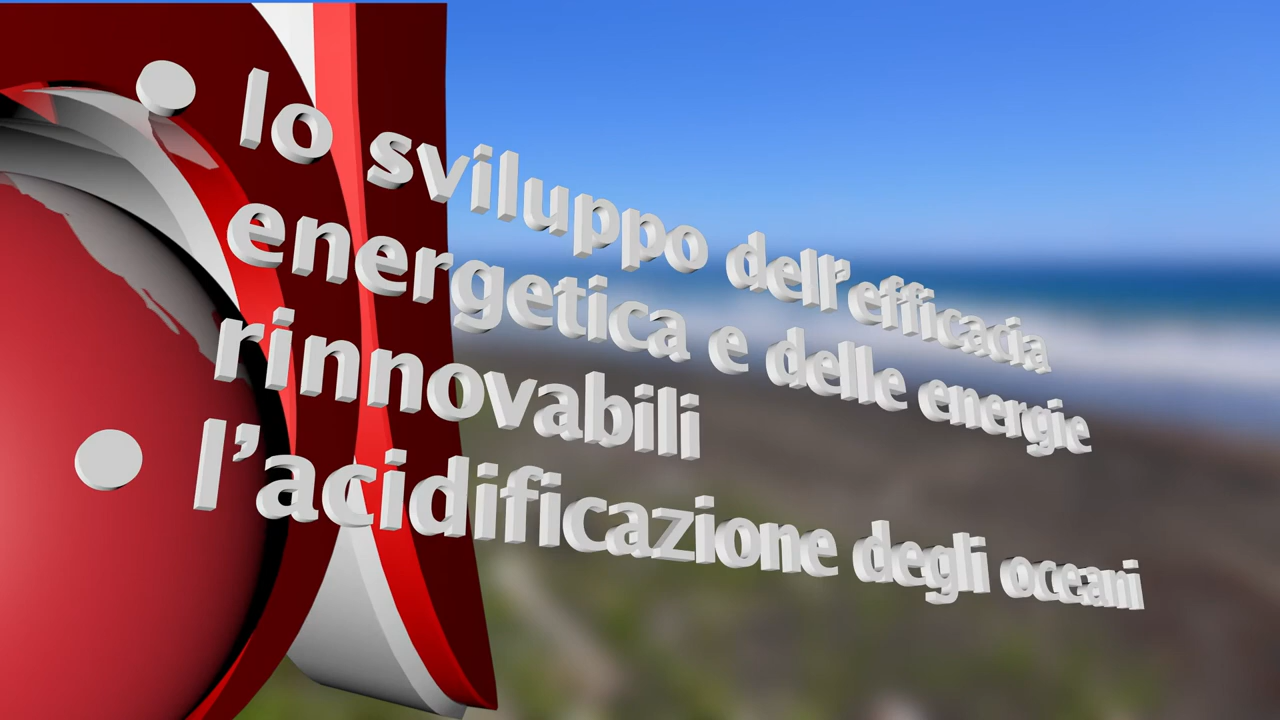 • lo sviluppo dell'efficacia
energetica e delle energie
rinnovabili
• l'acidificazione degli oceani